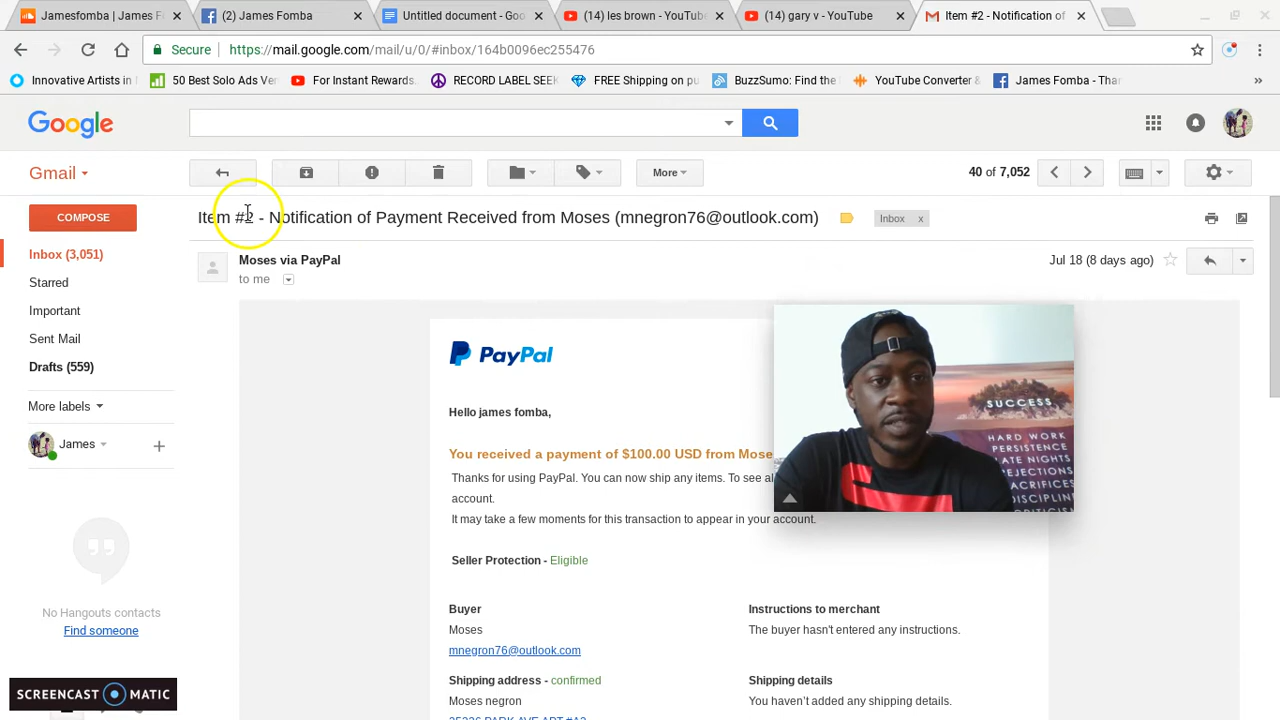 Jamesfomba | James F
(2) James Fomba
Untitled document - Goo
(14) les brown - YouTube
(14) gary v - YouTube
Item #2 - Notification of
Secure
https://mail.google.com/mail/u/0/#inbox/164b0096ec255476
Innovative Artists in
50 Best Solo Ads Ver
For Instant Rewards.
RECORD LABEL SEEK
FREE Shipping on pu
BuzzSumo: Find the
YouTube Converter &
James Fomba - Tha
Google
Gmail
More
40 of 7,052
COMPOSE
Item #2 - Notification of Payment Received from Moses (mnegron76@outlook.com)
Inbox x
Inbox (3,051)
Starred
Important
Sent Mail
Drafts (559)
More labels
James
No Hangouts contacts
Find someone
Moses via PayPal
to me
Jul 18 (8 days ago)
PayPal
Hello james fomba,
You received a payment of $100.00 USD from Mose
Thanks for using PayPal. You can now ship any items. To see al
account.
It may take a few moments for this transaction to appear in your account.
Seller Protection - Eligible
Buyer
Moses
mnegron76@outlook.com
Instructions to merchant
The buyer hasn't entered any instructions.
Shipping address - confirmed
Moses negron
Shipping details
You haven't added any shipping details.
SUCCESS
HARD WORK
PERSISTENCE
LATE NIGHTS
REJECTIONS
SACRIFICES
DISCIPLINE
CRITICISM
SCREENCAST MATIC